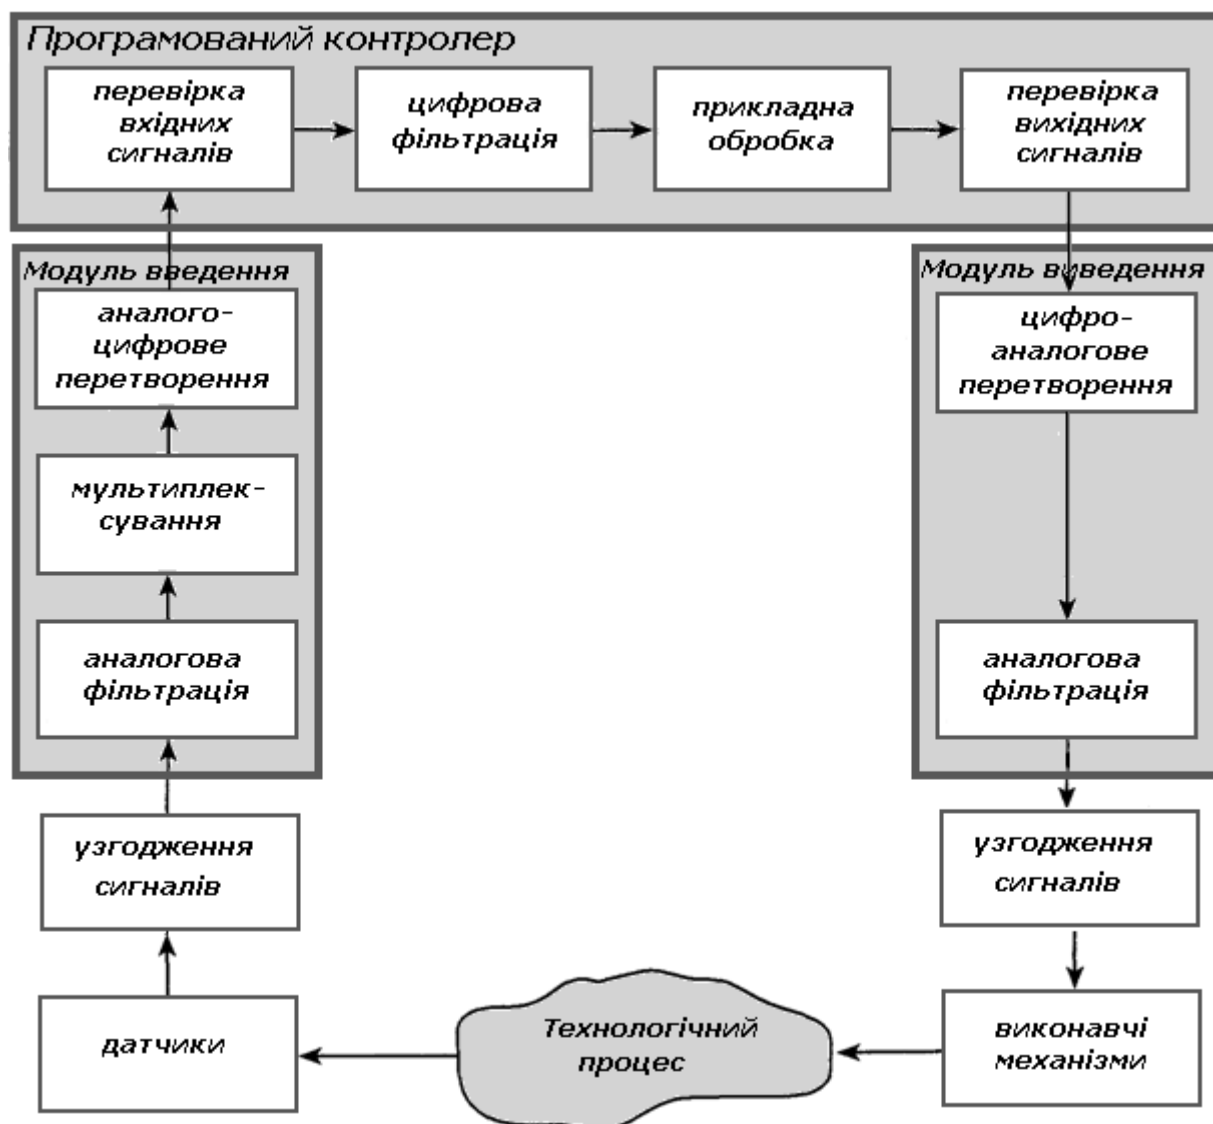 Програмований контролер
перевірка
вхідних
сигналів
цифрова
фільтрація
прикладна
обробка
перевірка
вихідних
сигналів
Модуль введення
аналого-
цифрове
перетворення
мультиплек-
сування
аналогова
фільтрація
узгодження
сигналів
датчики
Модуль виведення
цифро-
аналогове
перетворення
аналогова
фільтрація
узгодження
сигналів
виконавчі
механізми
Технологічний
процес